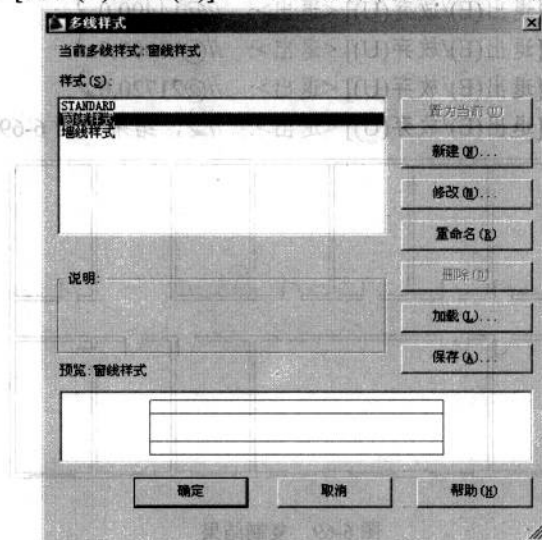 多线样式
当前多线样式:窗线样式
样式(S):
STANDARD
窗线样式
墙线样式
置为当前(U)
新建(N)...
修改(M)...
重命名(R)
说明:
删除(D)
加载(L)...
保存(A)...
预览:窗线样式
确定
取消
帮助(H)